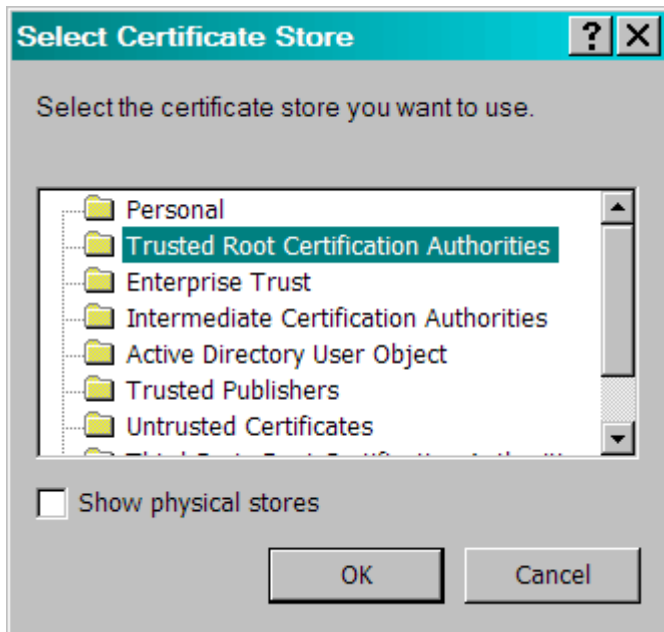 Select Certificate Store
Select the certificate store you want to use.
Personal
Trusted Root Certification Authorities
Enterprise Trust
Intermediate Certification Authorities
Active Directory User Object
Trusted Publishers
Untrusted Certificates
Show physical stores
OK
Cancel